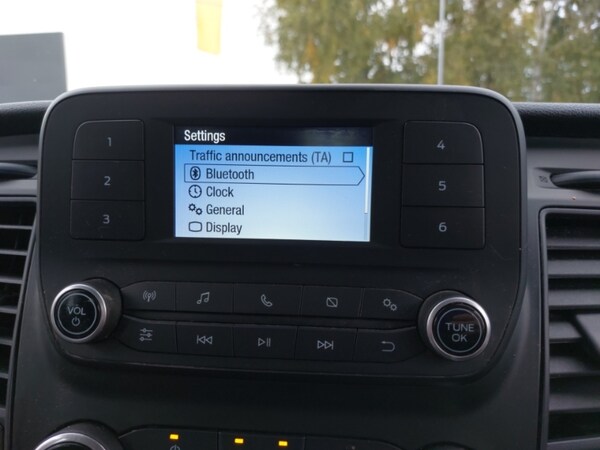 Settings
Traffic announcements (TA)
Bluetooth
Clock
General
Display
1
2
3
4
5
6
VOL
TUNE
OK